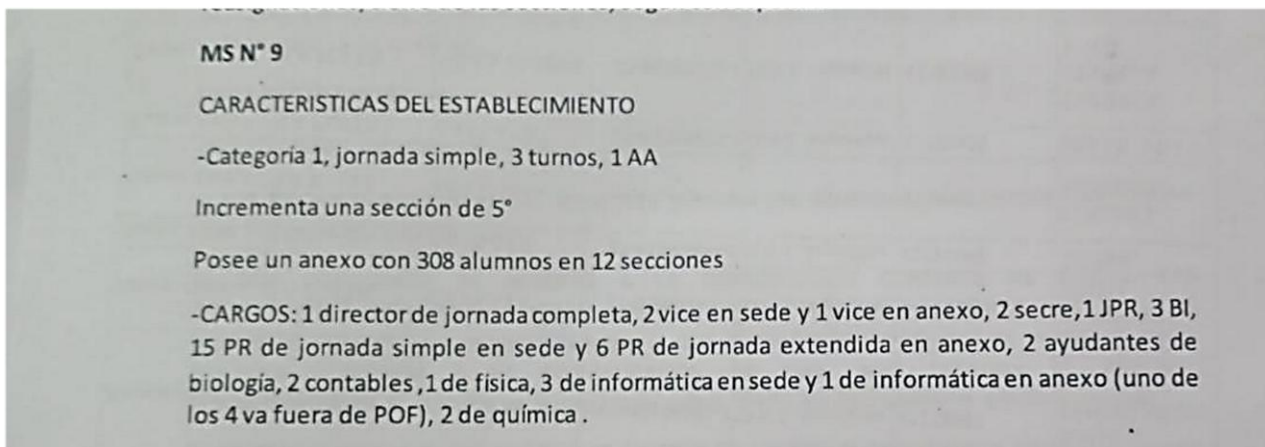 MS N° 9
CARACTERISTICAS DEL ESTABLECIMIENTO
-Categoría 1, jornada simple, 3 turnos, 1 AA
Incrementa una sección de 5°
Posee un anexo con 308 alumnos en 12 secciones
-CARGOS: 1 director de jornada completa, 2 vice en sede y 1 vice en anexo, 2 secre,1 JPR, 3 BI,
15 PR de jornada simple en sede y 6 PR de jornada extendida en anexo, 2 ayudantes de
biología, 2 contables ,1 de física, 3 de informática en sede y 1 de informática en anexo (uno de
los 4 va fuera de POF), 2 de química .